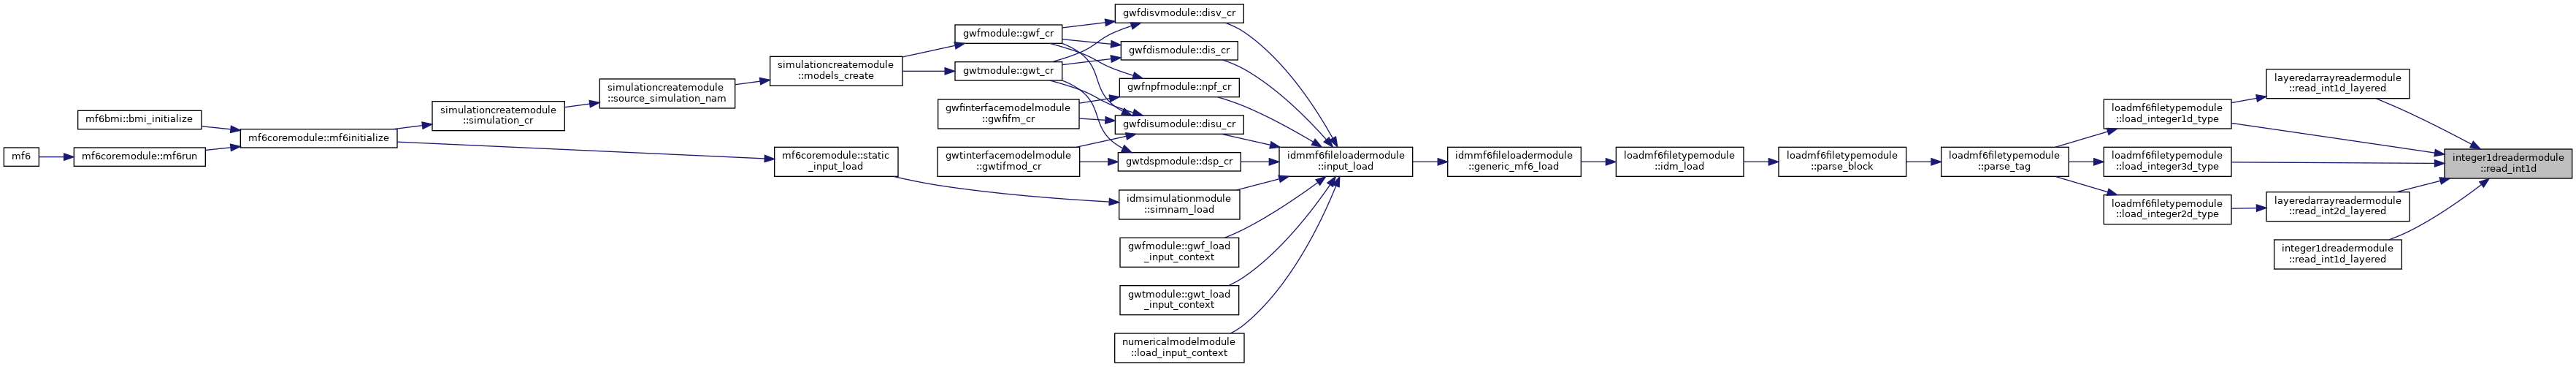 mf6
mf6bmi::bmi_initialize
mf6coremodule::mf6run
mf6coremodule::mf6initialize
simulationcreatemodule
::simulation_cr
simulationcreatemodule
::source_simulation_nam
simulationcreatemodule
::models_create
mf6coremodule::static
_input_load
gwfmodule::gwf_cr
gwtmodule::gwt_cr
gwfinterfacemodelmodule
::gwfifm_cr
gwtinterfacemodelmodule
::gwtifmod_cr
gwfdisvmodule::disv_cr
gwfdismodule::dis_cr
gwfnpfmodule::npf_cr
gwfdisumodule::disu_cr
gwtdspmodule::dsp_cr
idmsimulationmodule
::simnam_load
gwfmodule::gwf_load
_input_context
gwtmodule::gwt_load
_input_context
numericalmodelmodule
::load_input_context
idmmf6fileloadermodule
::input_load
idmmf6fileloadermodule
::generic_mf6_load
loadmf6filetypemodule
::idm_load
loadmf6filetypemodule
::parse_block
loadmf6filetypemodule
::parse_tag
loadmf6filetypemodule
::load_integer1d_type
loadmf6filetypemodule
::load_integer3d_type
loadmf6filetypemodule
::load_integer2d_type
layeredarrayreadermodule
::read_int1d_layered
layeredarrayreadermodule
::read_int2d_layered
integer1dreadermodule
::read_int1d_layered
integer1dreadermodule
::read_int1d